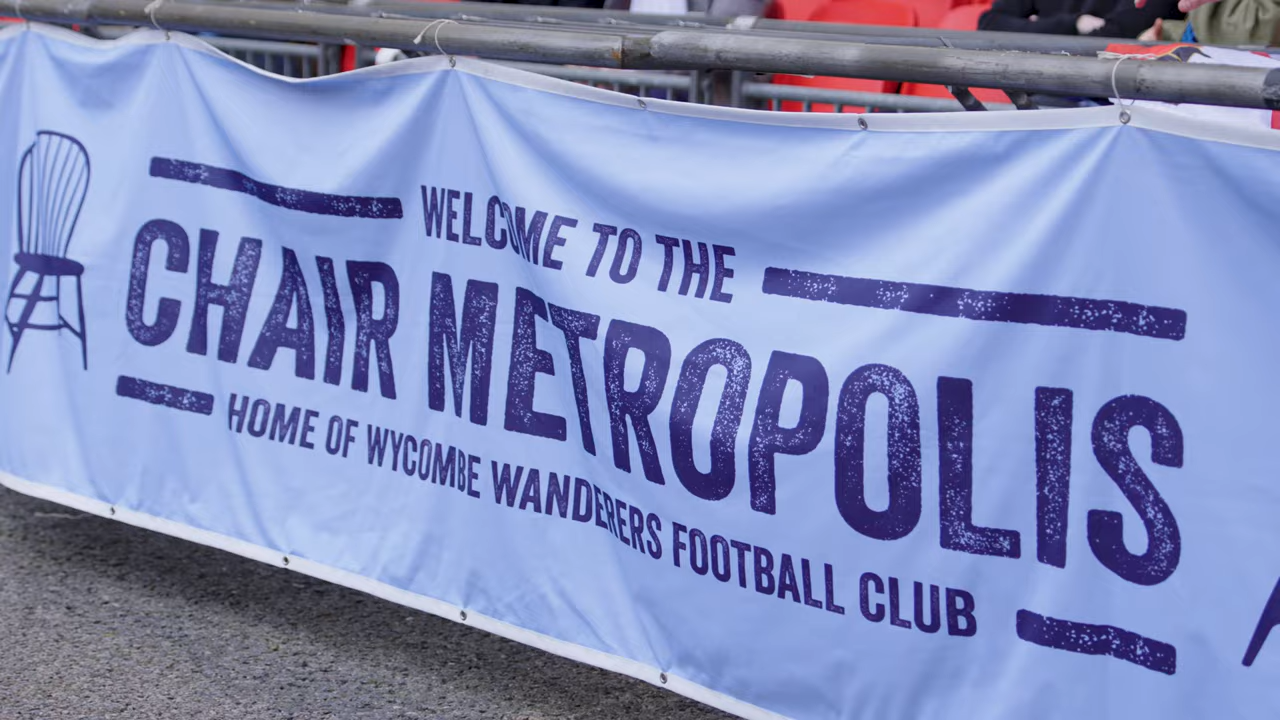 WELCOME TO THE
CHAIR METROPOLIS
HOME OF WYCOMBE WANDERERS FOOTBALL CLUB